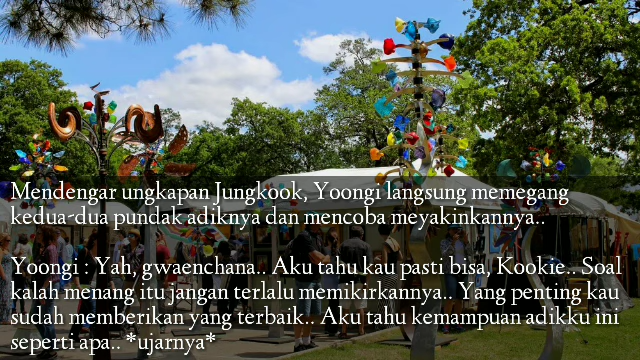 Mendengar ungkapan Jungkook, Yoongi langsung memegang
kedua-dua pundak adiknya dan mencoba meyakinkannya..
Yoongi : Yah, gwaenchana.. Aku tahu kau pasti bisa, Kookie.. Soal
kalah menang itu jangan terlalu memikirkannya.. Yang penting kau
sudah memberikan yang terbaik.. Aku tahu kemampuan adikku ini
seperti apa.. *ujarnya*